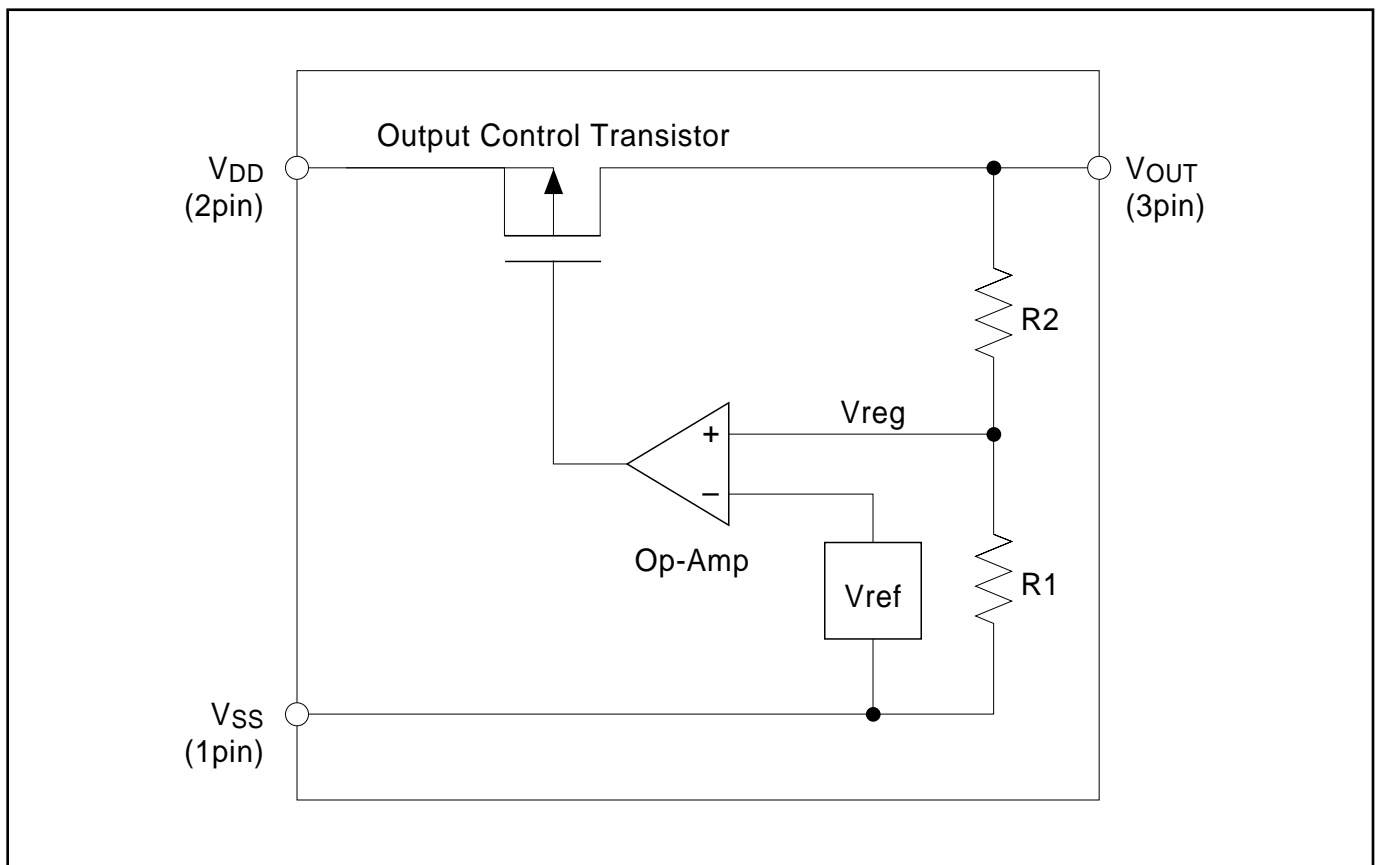 Output Control Transistor
VDD
(2pin)
VOUT
(3pin)
R2
Vreg
+
−
Op-Amp
Vref
R1
VSS
(1pin)